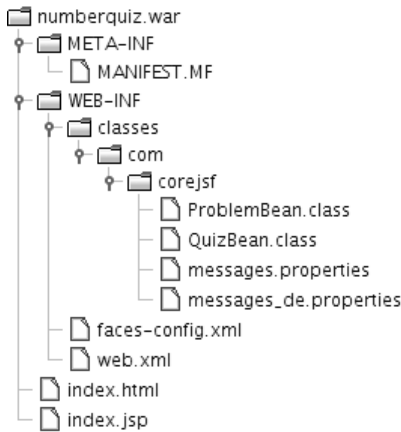 numberquiz.war
META-INF
MANIFEST.MF
WEB-INF
classes
com
corejsf
ProblemBean.class
QuizBean.class
messages.properties
messages_de.properties
faces-config.xml
web.xml
index.html
index.jsp